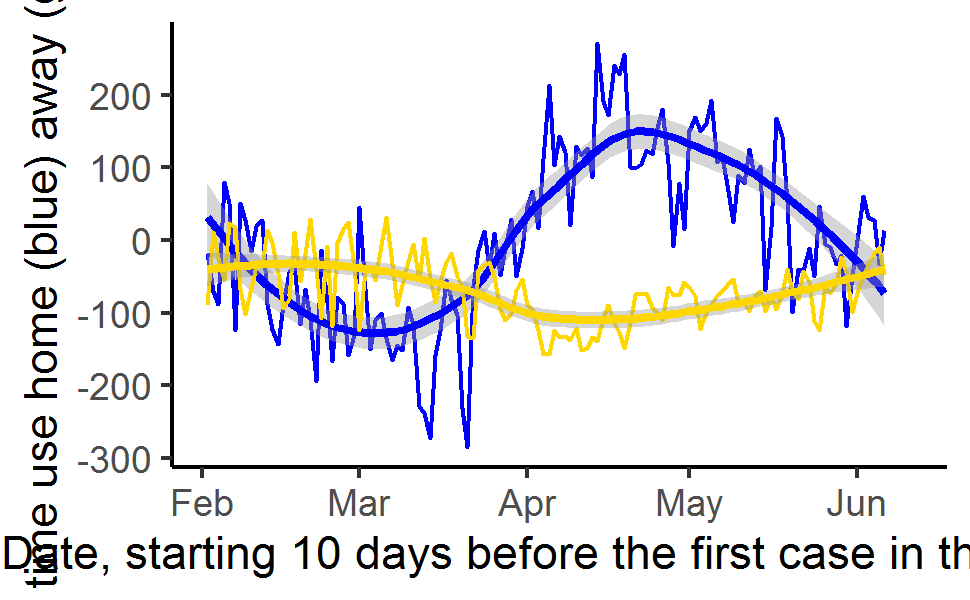 time use home (blue) away (
200
100
0
-100
-200
-300
Feb Mar Apr May Jun
Date, starting 10 days before the first case in th